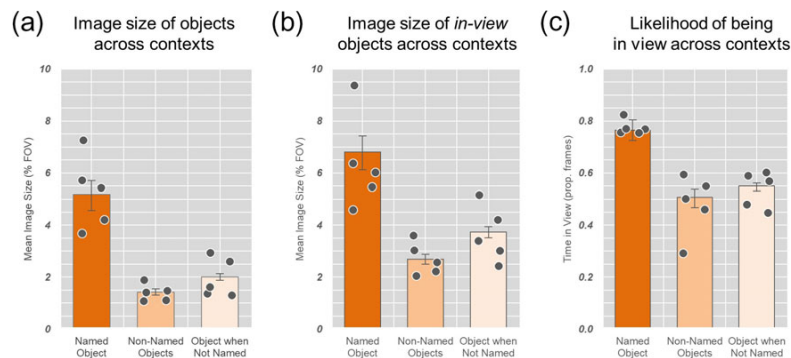 (a) Image size of objects
across contexts
Mean Image Size (% FOV)
10
8
6
4
2
0
Named
Object
Non-Named
Objects
Object when
Not Named
(b) Image size of in-view
objects across contexts
Mean Image Size (% FOV)
10
8
6
4
2
0
Named
Object
Non-Named
Objects
Object when
Not Named
(c) Likelihood of being
in view across contexts
Time in View (prop. frames)
1.0
0.8
0.6
0.4
0.2
0.0
Named
Object
Non-Named
Objects
Object when
Not Named